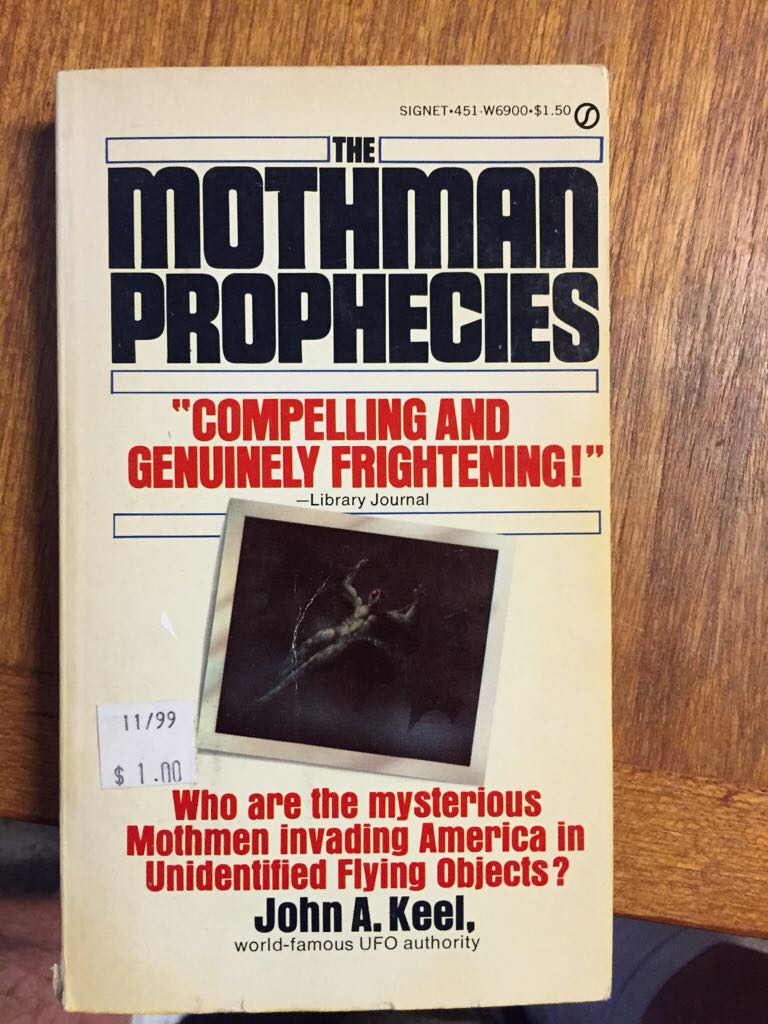 SIGNET•451-W6900•$1.50
THE
MOTHMAN
PROPHECIES
"COMPELLING AND
GENUINELY FRIGHTENING!"
—Library Journal
11/99
$ 1.00
Who are the mysterious
Mothmen invading America in
Unidentified Flying Objects?
John A. Keel,
world-famous UFO authority